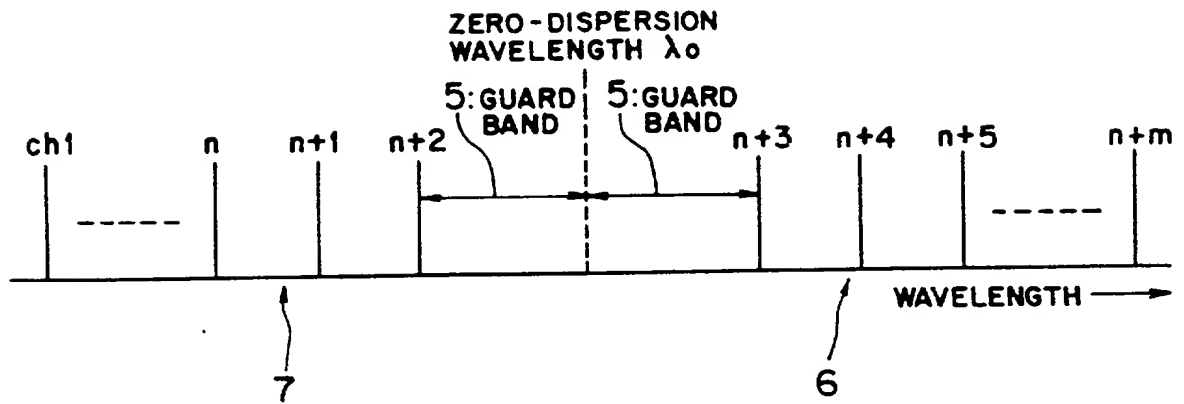 ZERO-DISPERSION
WAVELENGTH λo
5: GUARD BAND
5: GUARD BAND
ch1 n n+1 n+2 n+3 n+4 n+5 n+m
WAVELENGTH
7 6